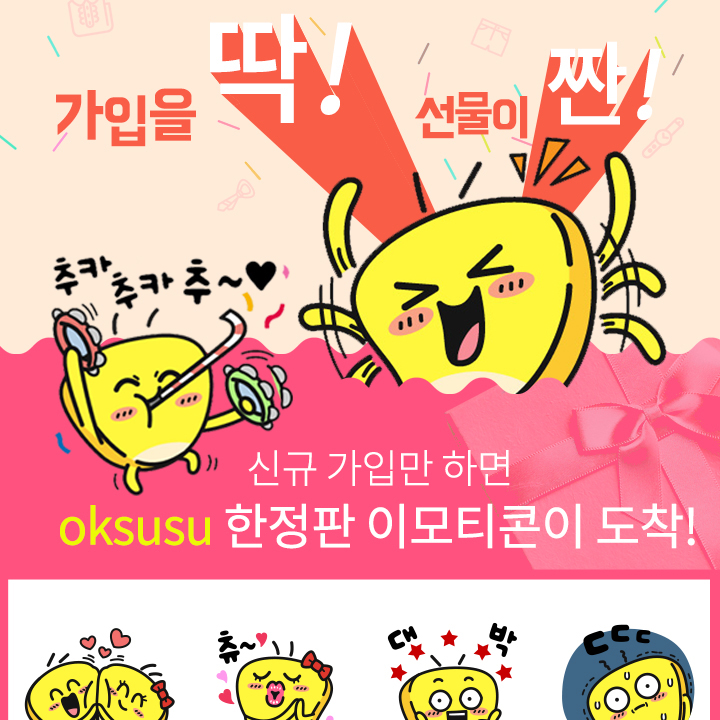 가입을 딱!
선물이 짠!
추카 추카 추~♥
신규 가입만 하면
oksusu 한정판 이모티콘이 도착!
츄~♥
대박
ㄷㄷㄷ